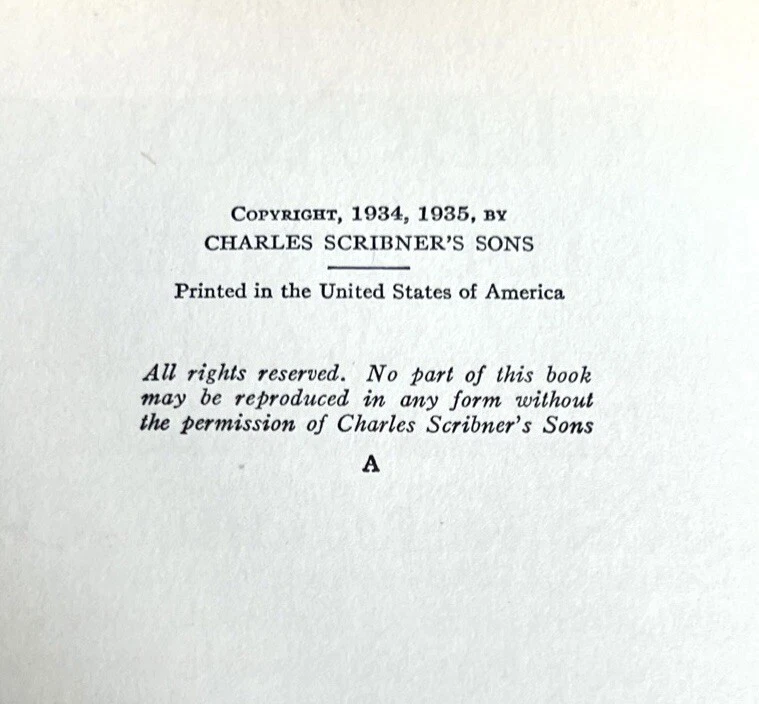 Copyright, 1934, 1935, by
CHARLES SCRIBNER'S SONS
Printed in the United States of America
All rights reserved. No part of this book
may be reproduced in any form without
the permission of Charles Scribner's Sons
A